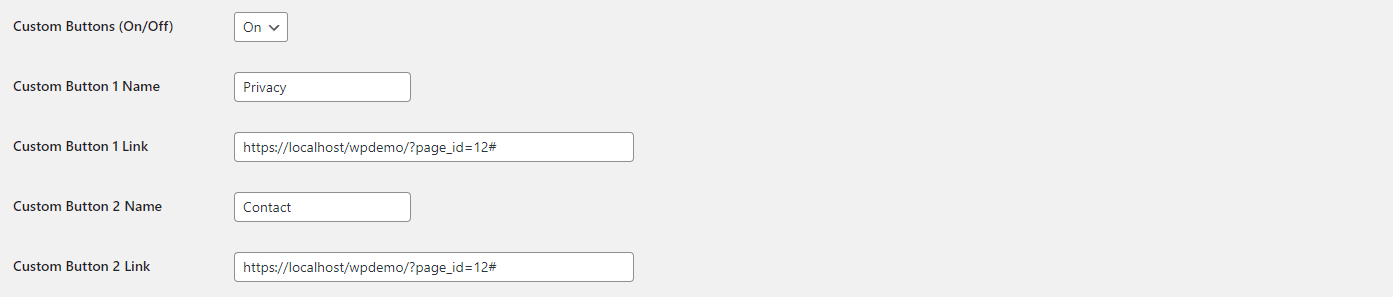 Custom Buttons (On/Off) On
Custom Button 1 Name Privacy
Custom Button 1 Link https://localhost/wpdemo/?page_id=12#
Custom Button 2 Name Contact
Custom Button 2 Link https://localhost/wpdemo/?page_id=12#